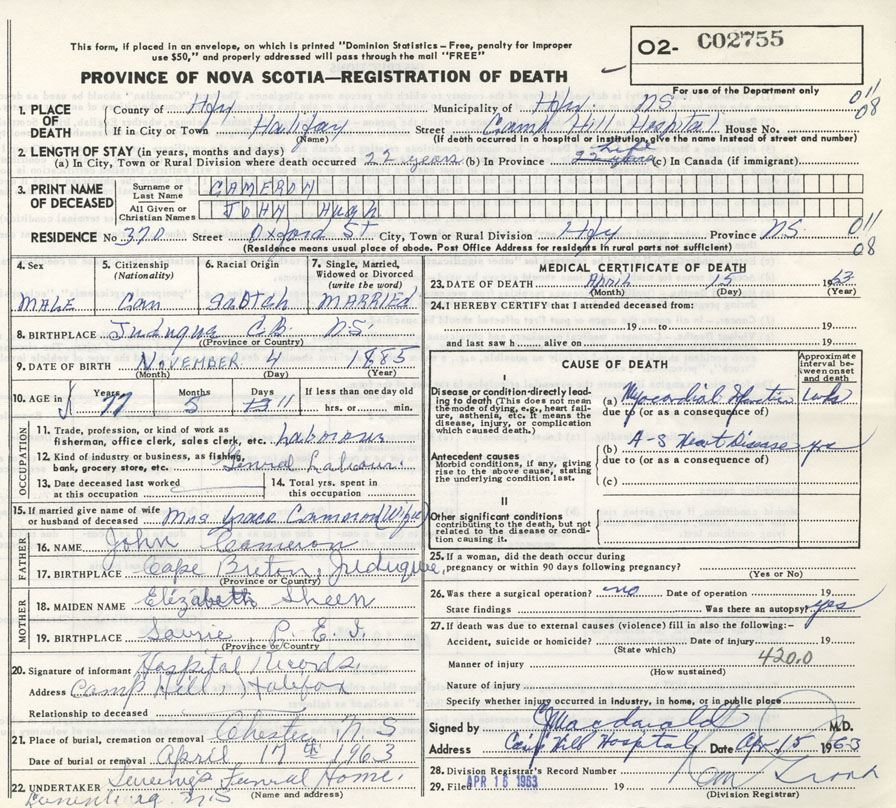 This form, if placed in an envelope, on which is printed "Dominion Statistics - Free, penalty for improper
use $50," and properly addressed will pass through the mail "FREE"
PROVINCE OF NOVA SCOTIA—REGISTRATION OF DEATH
O2- C02755
For use of the Department only
011
08
1. PLACE OF DEATH
County of Hfx Municipality of Hfx. N.S.
If in City or Town Halifax Street Camp Hill Hospital House No.
(Name) (If death occurred in a hospital or institution, give the name instead of street and number)
2. LENGTH OF STAY (in years, months and days)
(a) In City, Town or Rural Division where death occurred 22 years (b) In Province Life 22 years (c) In Canada (if immigrant)
3. PRINT NAME OF DECEASED
Surname or Last Name CAMERON
All Given or Christian Names JOHN Hugh
RESIDENCE No 370 Street Oxford St City, Town or Rural Division Hfx Province N.S. 011
(Residence means usual place of abode. Post Office Address for residents in rural parts not sufficient) 08
4. Sex
MALE
5. Citizenship (Nationality)
Can
6. Racial Origin
7. Single, Married, Widowed or Divorced (write the word)
MARRIED
8. BIRTHPLACE Judique C.B. N.S.
(Province or Country)
9. DATE OF BIRTH NOVEMBER 4 1885
(Month) (Day) (Year)
10. AGE in Years 77 Months 5 Days 11 If less than one day old
hrs. or min.
OCCUPATION
11. Trade, profession, or kind of work as
fisherman, office clerk, sales clerk, etc. Labourer
12. Kind of industry or business, as fishing,
bank, grocery store, etc. General Labour.
13. Date deceased last worked at this occupation
14. Total yrs. spent in this occupation
15. If married give name of wife
or husband of deceased Mrs Grace Cameron (Wife)
FATHER
16. NAME John Cameron
17. BIRTHPLACE Cape Breton, Judique,
(Province or Country)
MOTHER
18. MAIDEN NAME Elizabeth Sheen
19. BIRTHPLACE Sourie, P.E.I.
(Province or Country)
20. Signature of informant Hospital Records.
Address Camp Hill, Halifax
Relationship to deceased
21. Place of burial, cremation or removal Chester N.S
Date of burial or removal April 17th 1963
22. UNDERTAKER Funeral Home.
(Name and address)
N.S
MEDICAL CERTIFICATE OF DEATH
23. DATE OF DEATH April 15 1963
(Month) (Day) (Year)
24. I HEREBY CERTIFY that I attended deceased from:
19 to 19
and last saw h alive on 19
CAUSE OF DEATH
Approximate interval between onset and death
I
Disease or condition directly leading to death (This does not mean the mode of dying, e.g., heart failure, asthenia, etc. It means the disease, injury, or complication which caused death.)
(a) Myocardial Infarction 1 wk
due to (or as a consequence of)
Antecedent causes
Morbid conditions, if any, giving rise to the above cause, stating the underlying condition last.
(b) A-S Heart Disease yrs
due to (or as a consequence of)
(c)
II
Other significant conditions
contributing to the death, but not related to the disease or condition causing it.
25. If a woman, did the death occur during
pregnancy or within 90 days following pregnancy?
(Yes or No)
26. Was there a surgical operation? no Date of operation 19
State findings Was there an autopsy? yes
27. If death was due to external causes (violence) fill in also the following:–
Accident, suicide or homicide? Date of injury 19
(State which)
Manner of injury 420.0
(How sustained)
Nature of injury
Specify whether injury occurred in industry, in home, or in public place
Signed by Macdonald M.D.
Address Camp Hill Hospital Date Apr. 15 1963
28. Division Registrar's Record Number
29. Filed APR 16 1963
(Division Registrar)